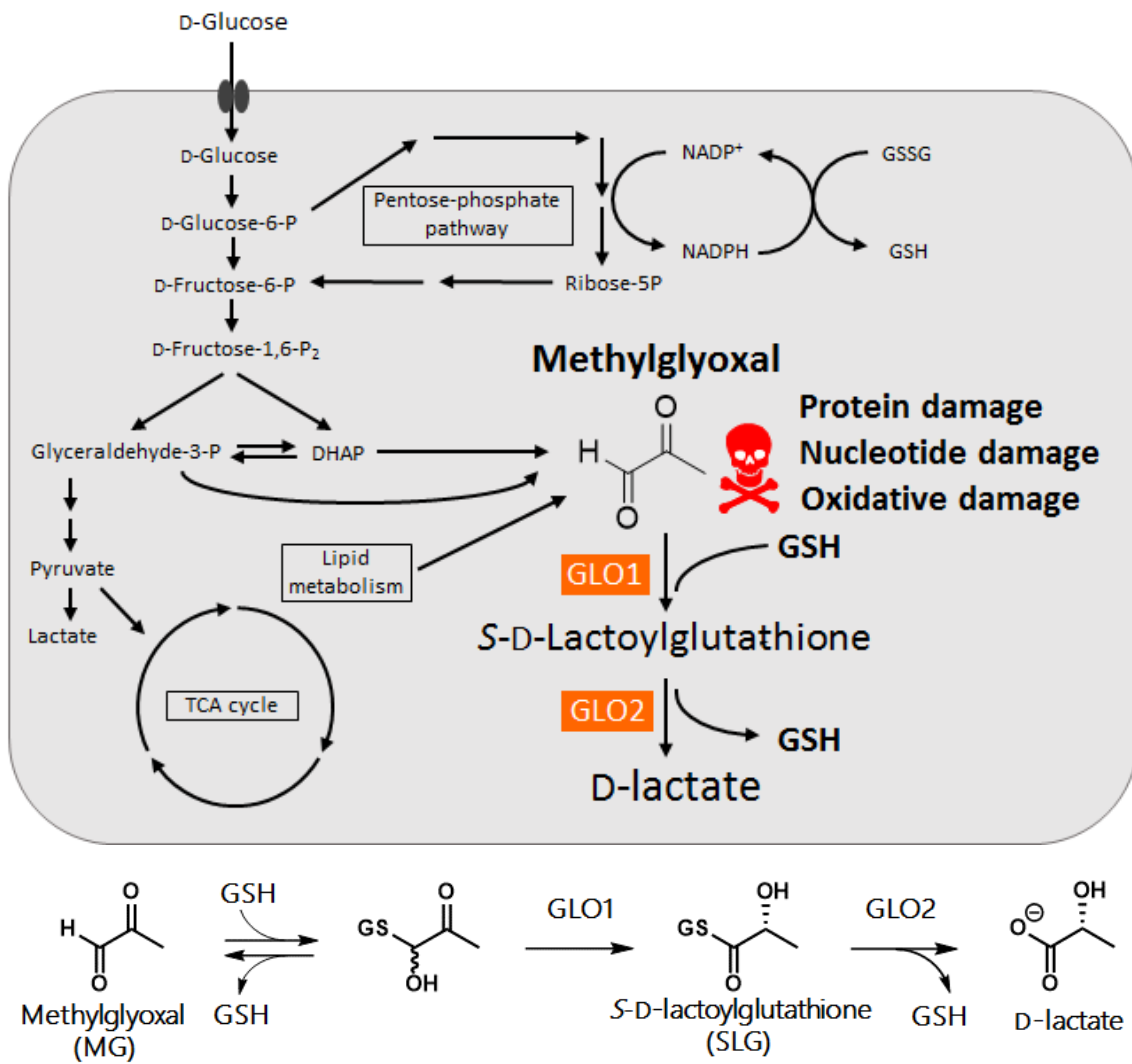 D-Glucose
D-Glucose
D-Glucose-6-P
D-Fructose-6-P
D-Fructose-1,6-P₂
Pentose-phosphate
pathway
NADP⁺
NADPH
GSSG
GSH
Ribose-5P
Glyceraldehyde-3-P
DHAP
Methylglyoxal
H
O
O
Protein damage
Nucleotide damage
Oxidative damage
Lipid
metabolism
Pyruvate
Lactate
TCA cycle
GLO1
GSH
S-D-Lactoylglutathione
GLO2
GSH
D-lactate
H
O
O
Methylglyoxal
(MG)
GSH
GSH
GS
O
OH
GLO1
GS
OH
O
S-D-lactoylglutathione
(SLG)
GLO2
GSH
O⊖
OH
O
D-lactate